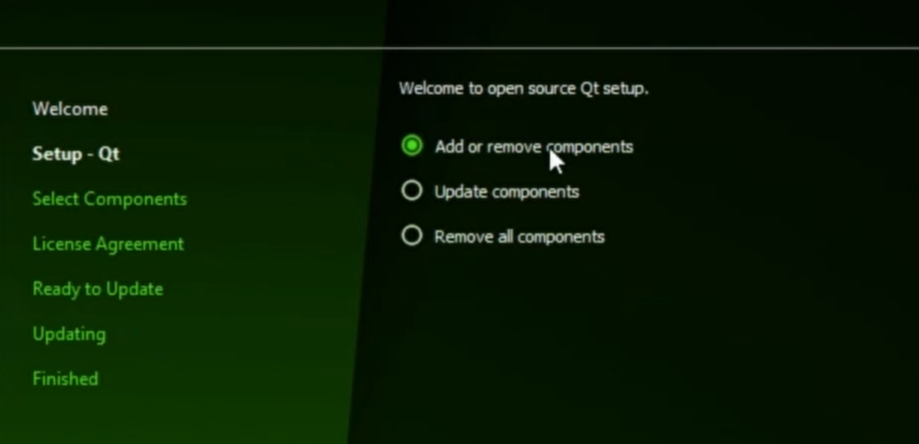 Welcome
Setup - Qt
Select Components
License Agreement
Ready to Update
Updating
Finished
Welcome to open source Qt setup.
Add or remove components
Update components
Remove all components